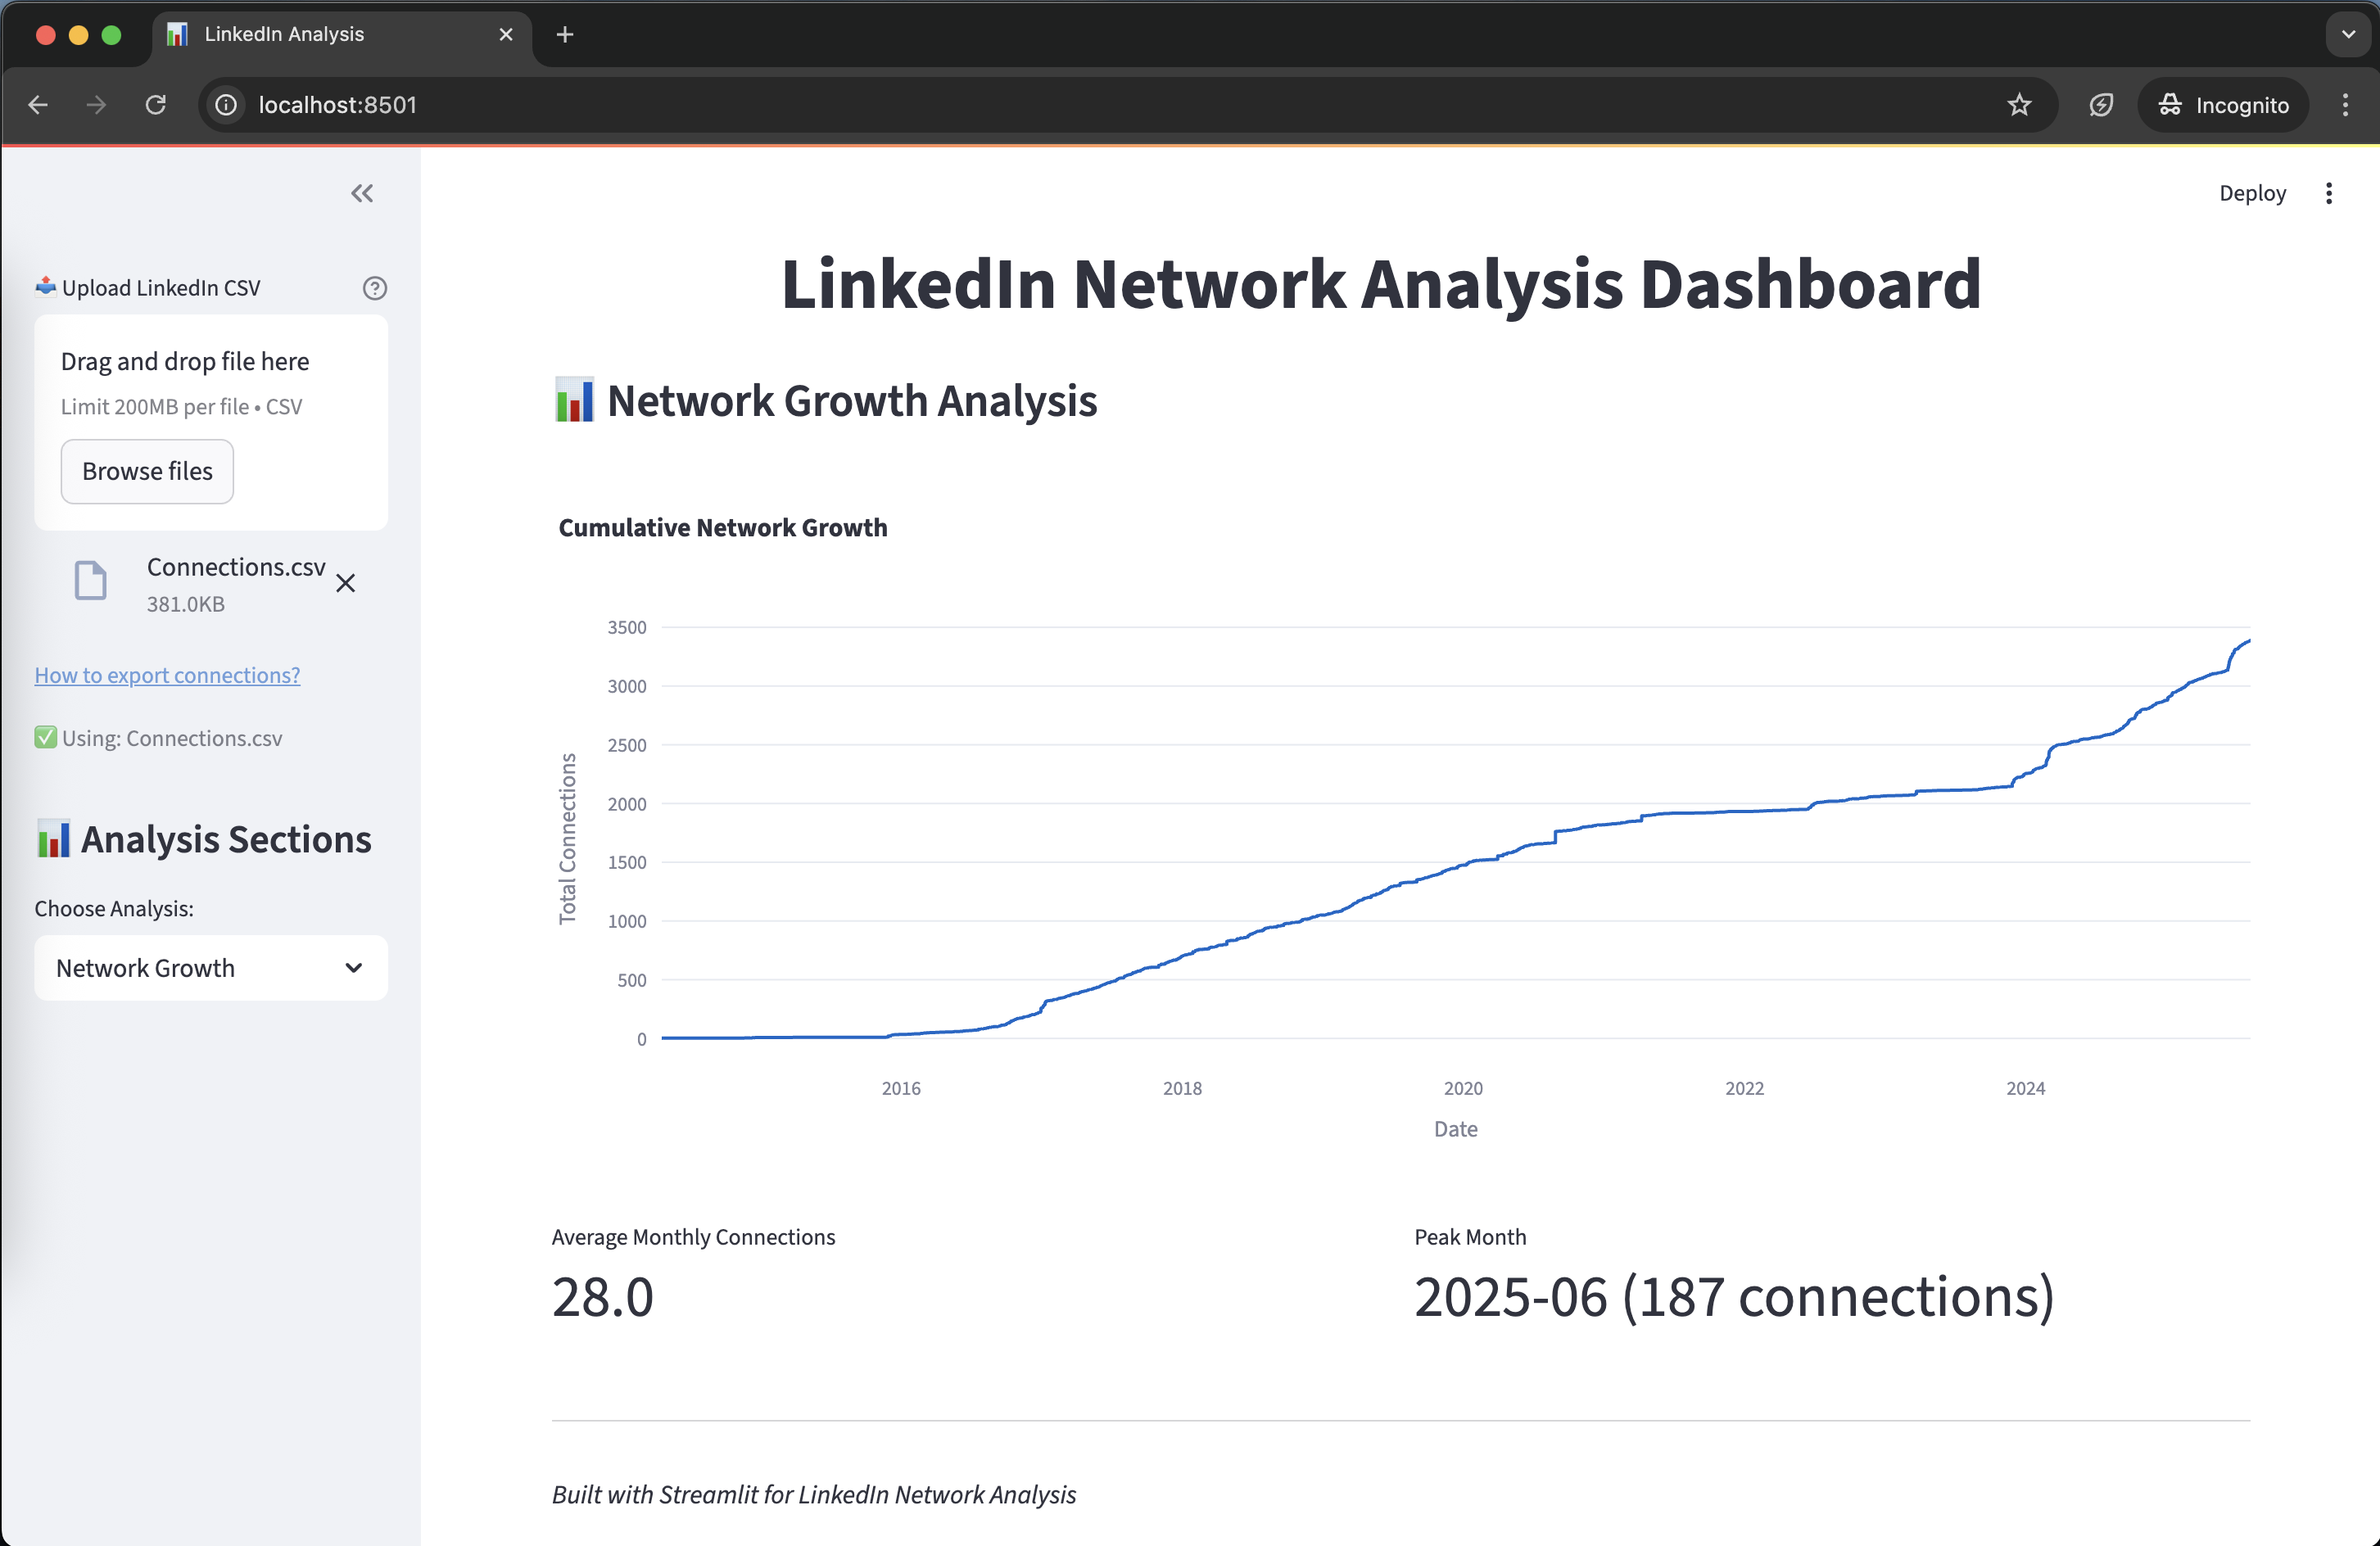 LinkedIn Analysis
localhost:8501
Incognito
Deploy
Upload LinkedIn CSV
Drag and drop file here
Limit 200MB per file • CSV
Browse files
Connections.csv
381.0KB
How to export connections?
Using: Connections.csv
Analysis Sections
Choose Analysis:
Network Growth
LinkedIn Network Analysis Dashboard
Network Growth Analysis
Cumulative Network Growth
Total Connections
3500
3000
2500
2000
1500
1000
500
0
2016 2018 2020 2022 2024
Date
Average Monthly Connections
28.0
Peak Month
2025-06 (187 connections)
Built with Streamlit for LinkedIn Network Analysis